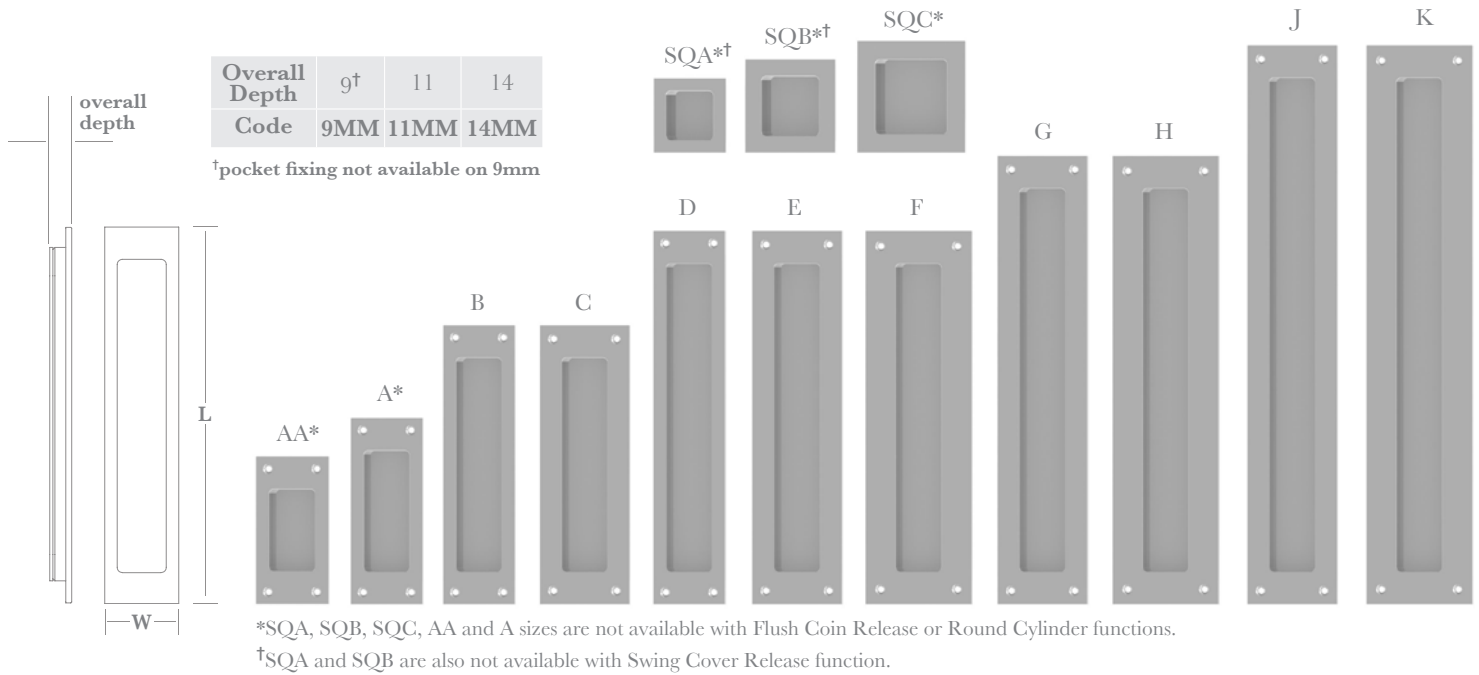 overall
depth
Overall Depth 9† 11 14
Code 9MM 11MM 14MM
†pocket fixing not available on 9mm
L
W
SQA*† SQB*† SQC*
J K
G H
D E F
B C
A*
AA*
*SQA, SQB, SQC, AA and A sizes are not available with Flush Coin Release or Round Cylinder functions.
†SQA and SQB are also not available with Swing Cover Release function.